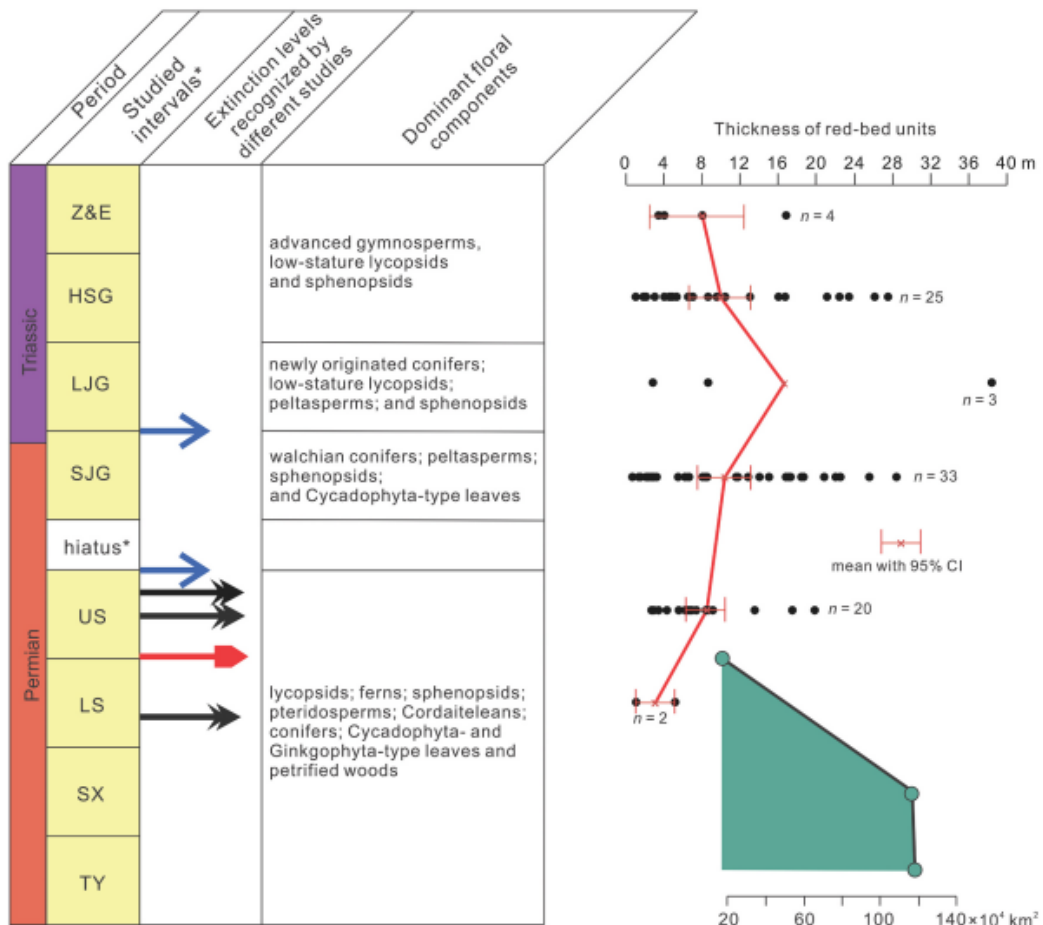 Period
Studied
intervals*
Extinction levels
recognized by
different studies
Dominant floral
components
Triassic
Permian
Z&E
HSG
LJG
SJG
hiatus*
US
LS
SX
TY
advanced gymnosperms,
low-stature lycopsids
and sphenopsids
newly originated conifers;
low-stature lycopsids;
peltasperms; and sphenopsids
walchian conifers; peltasperms;
sphenopsids;
and Cycadophyta-type leaves
lycopsids; ferns; sphenopsids;
pteridosperms; Cordaiteleans;
conifers; Cycadophyta- and
Ginkgophyta-type leaves and
petrified woods
Thickness of red-bed units
0 4 8 12 16 20 24 28 32 36 40 m
n = 4
n = 25
n = 3
n = 33
mean with 95% CI
n = 20
n = 2
20 60 100 140×10⁴ km²